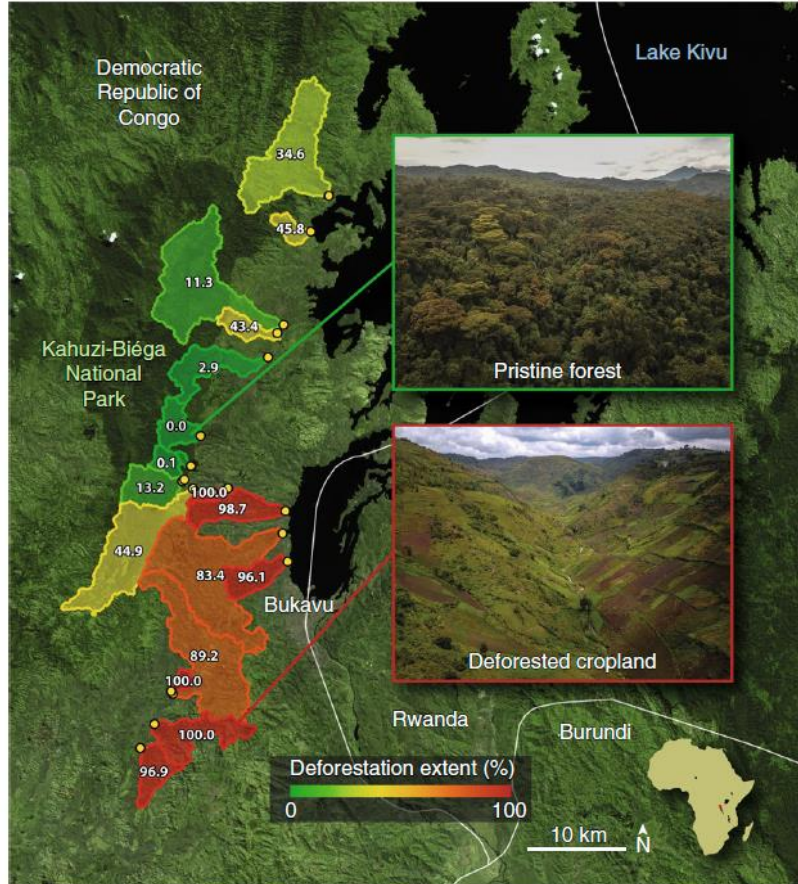 Democratic
Republic of
Congo
Lake Kivu
34.6
45.8
11.3
43.4
Kahuzi-Biéga
National
Park
2.9
Pristine forest
0.0
0.1
13.2
100.0
98.7
44.9
83.4
96.1
Bukavu
89.2
Deforested cropland
100.0
Rwanda
Burundi
100.0
96.9
Deforestation extent (%)
0
100
10 km
N